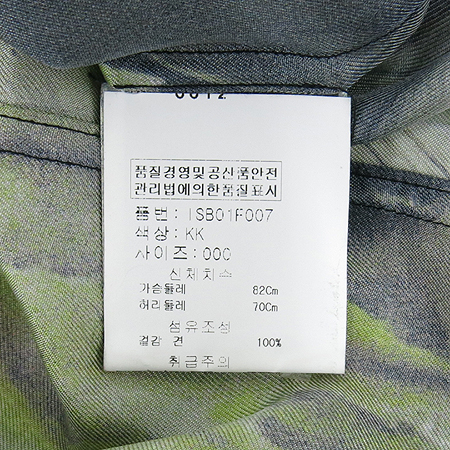 0012
품질경영및공산품안전
관리법에의한품질표시
품 번 : ISB01F007
색상 : KK
사이즈 : 000
신체치수
가슴둘레 82Cm
허리둘레 70Cm
섬유조성
겉감 견 100%
취급주의